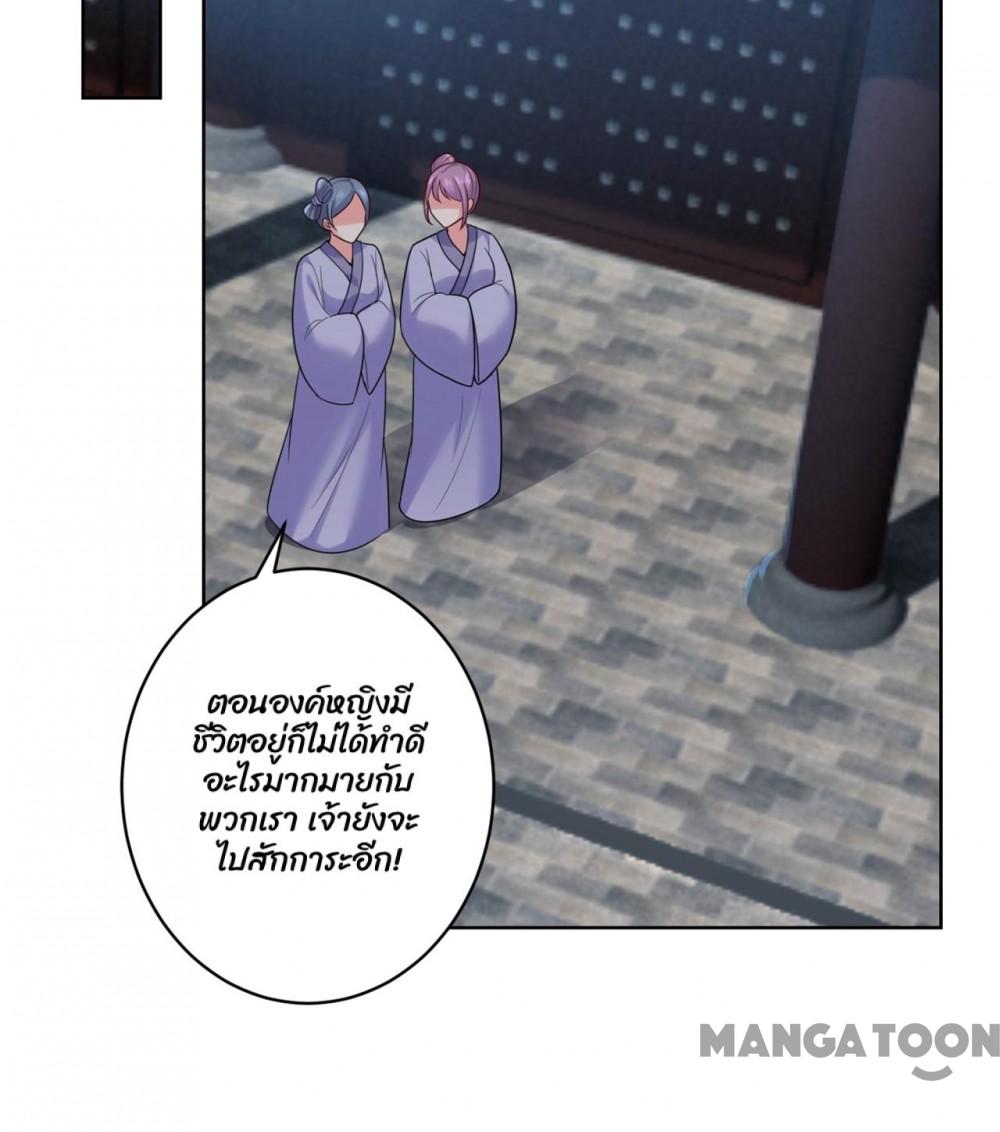 ตอนองค์หญิงมี
ชีวิตอยู่ก็ไม่ได้ทำดี
อะไรมากมายกับ
พวกเรา เจ้ายังจะ
ไปสักการะอีก!
MANGATOON